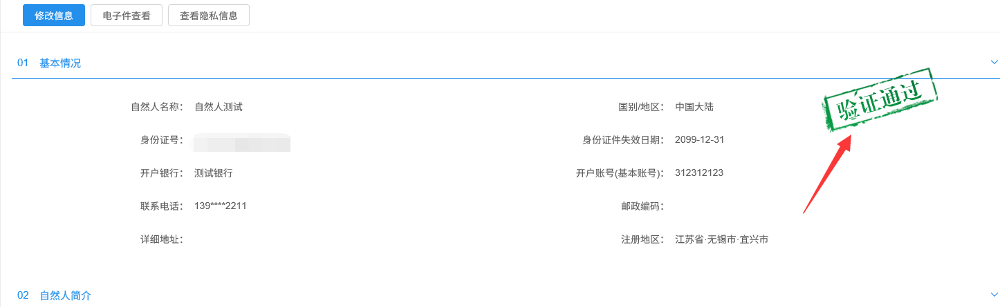 修改信息 电子件查看 查看隐私信息
01 基本情况
验证通过
自然人名称： 自然人测试 国别/地区： 中国大陆
身份证号： 身份证件失效日期： 2099-12-31
开户银行： 测试银行 开户账号(基本账号)： 312312123
联系电话： 139****2211 邮政编码：
详细地址： 注册地区： 江苏省·无锡市·宜兴市
02 自然人简介